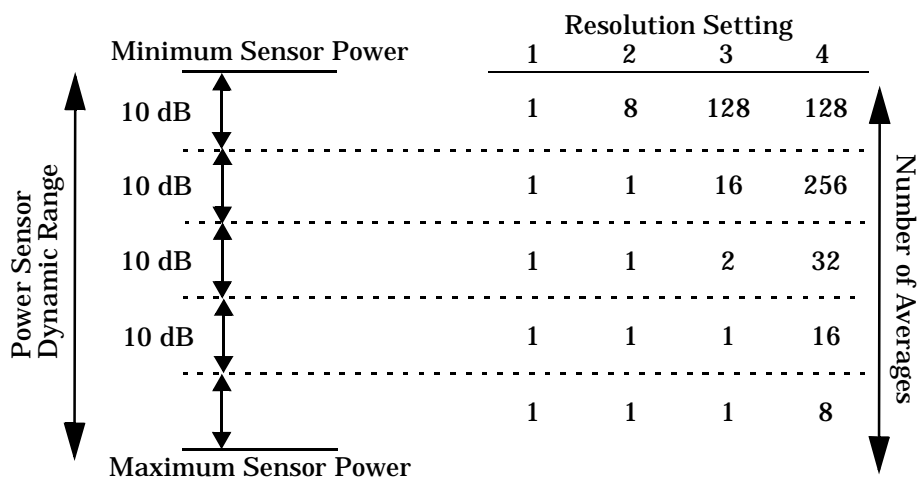 Resolution Setting
Minimum Sensor Power 1 2 3 4
10 dB 1 8 128 128
10 dB 1 1 16 256
10 dB 1 1 2 32
10 dB 1 1 1 16
1 1 1 8
Maximum Sensor Power
Power Sensor
Dynamic Range
Number of Averages